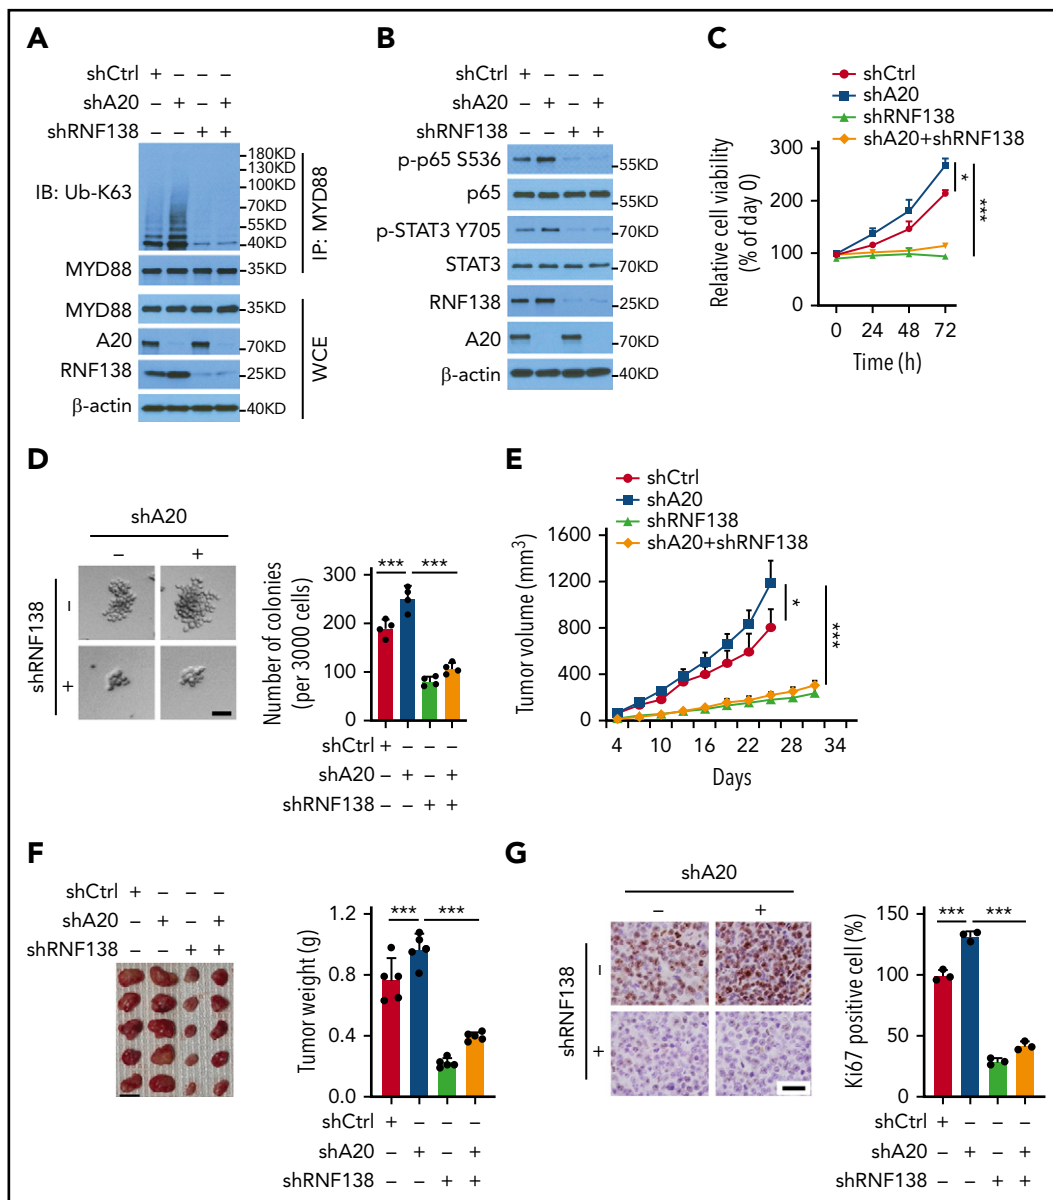 A
shCtrl + – – –
shA20 – + – +
shRNF138 – – + +
IB: Ub-K63
180KD
130KD
100KD
70KD
55KD
40KD
MYD88
35KD
IP: MYD88
MYD88
35KD
A20
70KD
RNF138
25KD
β-actin
40KD
WCE
B
shCtrl + – – –
shA20 – + – +
shRNF138 – – + +
p-p65 S536
55KD
p65
55KD
p-STAT3 Y705
70KD
STAT3
70KD
RNF138
25KD
A20
70KD
β-actin
40KD
C
shCtrl
shA20
shRNF138
shA20+shRNF138
Relative cell viability
(% of day 0)
300
200
100
0
*
***
0 24 48 72
Time (h)
D
shA20
– +
shRNF138
–
+
Number of colonies
(per 3000 cells)
300
200
100
0
*** ***
shCtrl + – – –
shA20 – + – +
shRNF138 – – + +
E
shCtrl
shA20
shRNF138
shA20+shRNF138
Tumor volume (mm3)
1600
1200
800
400
0
*
***
4 10 16 22 28 34
Days
F
shCtrl + – – –
shA20 – + – +
shRNF138 – – + +
Tumor weight (g)
1.2
0.8
0.4
0.0
*** ***
shCtrl + – – –
shA20 – + – +
shRNF138 – – + +
G
shA20
– +
shRNF138
–
+
Ki67 positive cell (%)
150
100
50
0
*** ***
shCtrl + – – –
shA20 – + – +
shRNF138 – – + +